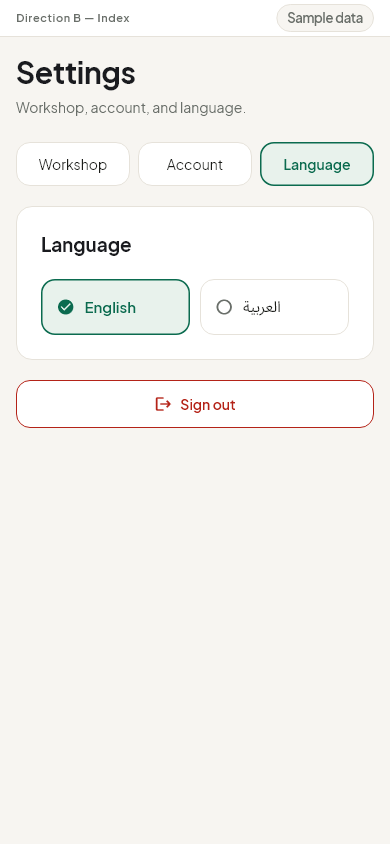 Direction B — Index
Sample data
Settings
Workshop, account, and language.
Workshop
Account
Language
Language
English
العربية
Sign out